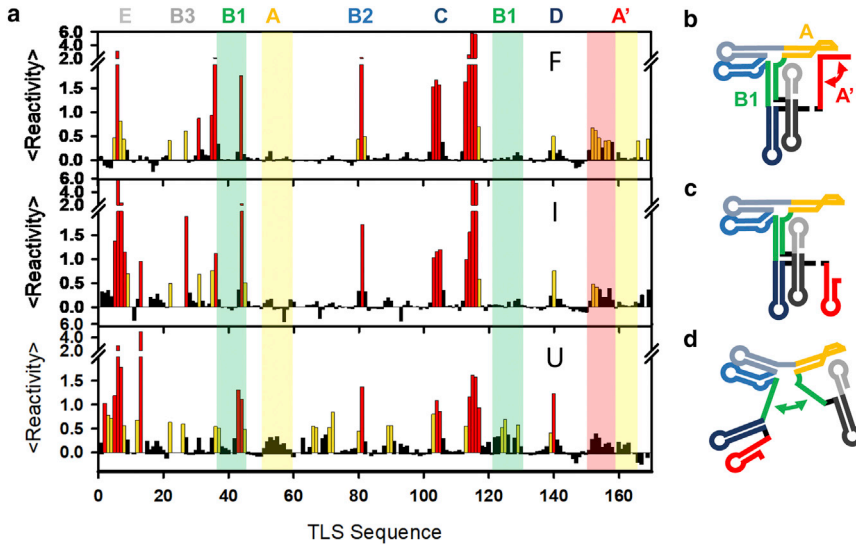 a
E B3 B1 A B2 C B1 D A’
b
A
B1
A’
<Reactivity>
6.0
4.0
2.0
1.5
1.0
0.5
0.0
F
<Reactivity>
6.0
4.0
2.0
1.5
1.0
0.5
0.0
I
c
<Reactivity>
6.0
4.0
2.0
1.5
1.0
0.5
0.0
U
d
0 20 40 60 80 100 120 140 160
TLS Sequence